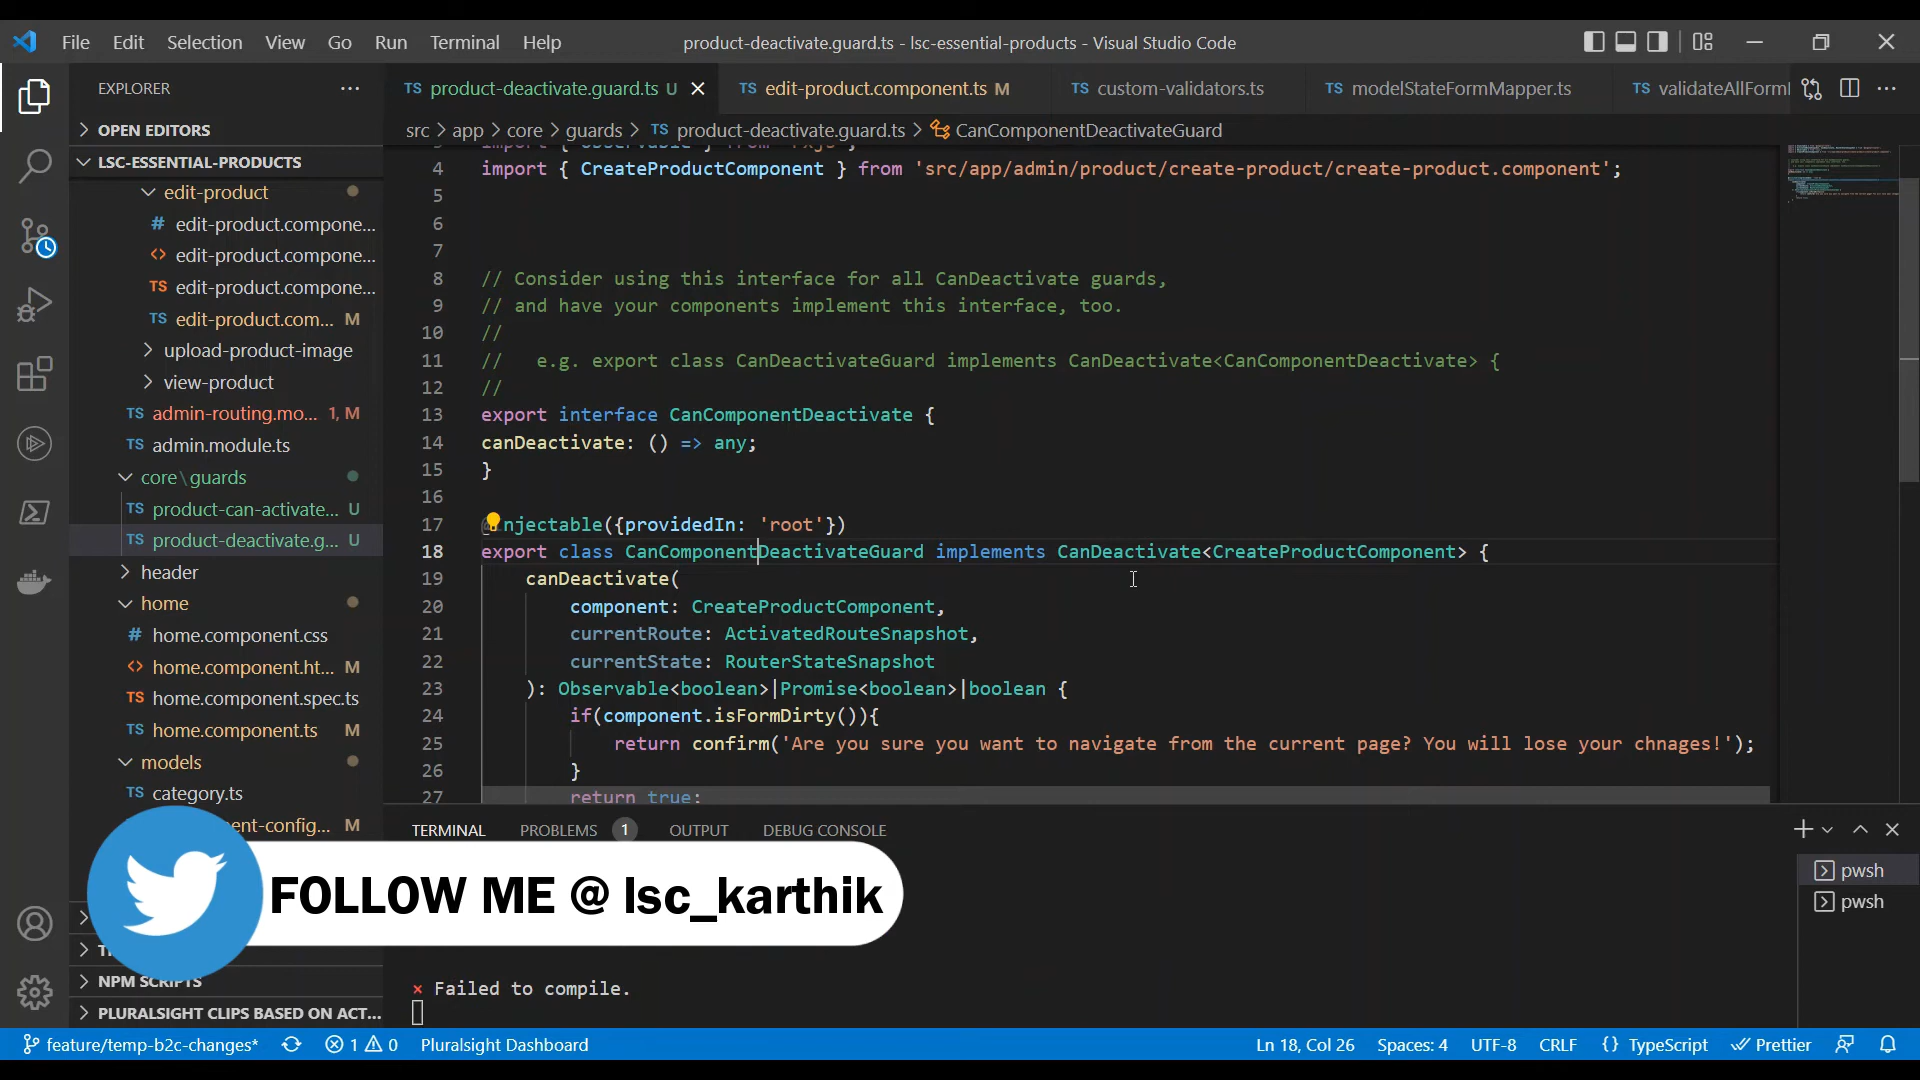 File Edit Selection View Go Run Terminal Help
product-deactivate.guard.ts - lsc-essential-products - Visual Studio Code
EXPLORER
OPEN EDITORS
LSC-ESSENTIAL-PRODUCTS
edit-product
# edit-product.compone...
<> edit-product.compone...
TS edit-product.compone...
TS edit-product.com... M
upload-product-image
view-product
TS admin-routing.mo... 1, M
TS admin.module.ts
core\guards
TS product-can-activate... U
TS product-deactivate.g... U
header
home
# home.component.css
<> home.component.ht... M
TS home.component.spec.ts
TS home.component.ts M
models
TS category.ts
ent-config... M
NPM SCRIPTS
PLURALSIGHT CLIPS BASED ON ACT...
TS product-deactivate.guard.ts U
TS edit-product.component.ts M
TS custom-validators.ts
TS modelStateFormMapper.ts
TS validateAllForm
src > app > core > guards > TS product-deactivate.guard.ts > CanComponentDeactivateGuard
4 import { CreateProductComponent } from 'src/app/admin/product/create-product/create-product.component';
5
6
7
8 // Consider using this interface for all CanDeactivate guards,
9 // and have your components implement this interface, too.
10 //
11 // e.g. export class CanDeactivateGuard implements CanDeactivate<CanComponentDeactivate> {
12 //
13 export interface CanComponentDeactivate {
14 canDeactivate: () => any;
15 }
16
17 @Injectable({providedIn: 'root'})
18 export class CanComponentDeactivateGuard implements CanDeactivate<CreateProductComponent> {
19 canDeactivate(
20 component: CreateProductComponent,
21 currentRoute: ActivatedRouteSnapshot,
22 currentState: RouterStateSnapshot
23 ): Observable<boolean>|Promise<boolean>|boolean {
24 if(component.isFormDirty()){
25 return confirm('Are you sure you want to navigate from the current page? You will lose your chnages!');
26 }
27 return true;
TERMINAL PROBLEMS 1 OUTPUT DEBUG CONSOLE
pwsh
pwsh
FOLLOW ME @ lsc_karthik
× Failed to compile.
feature/temp-b2c-changes* 1 0 Pluralsight Dashboard
Ln 18, Col 26 Spaces: 4 UTF-8 CRLF {} TypeScript Prettier